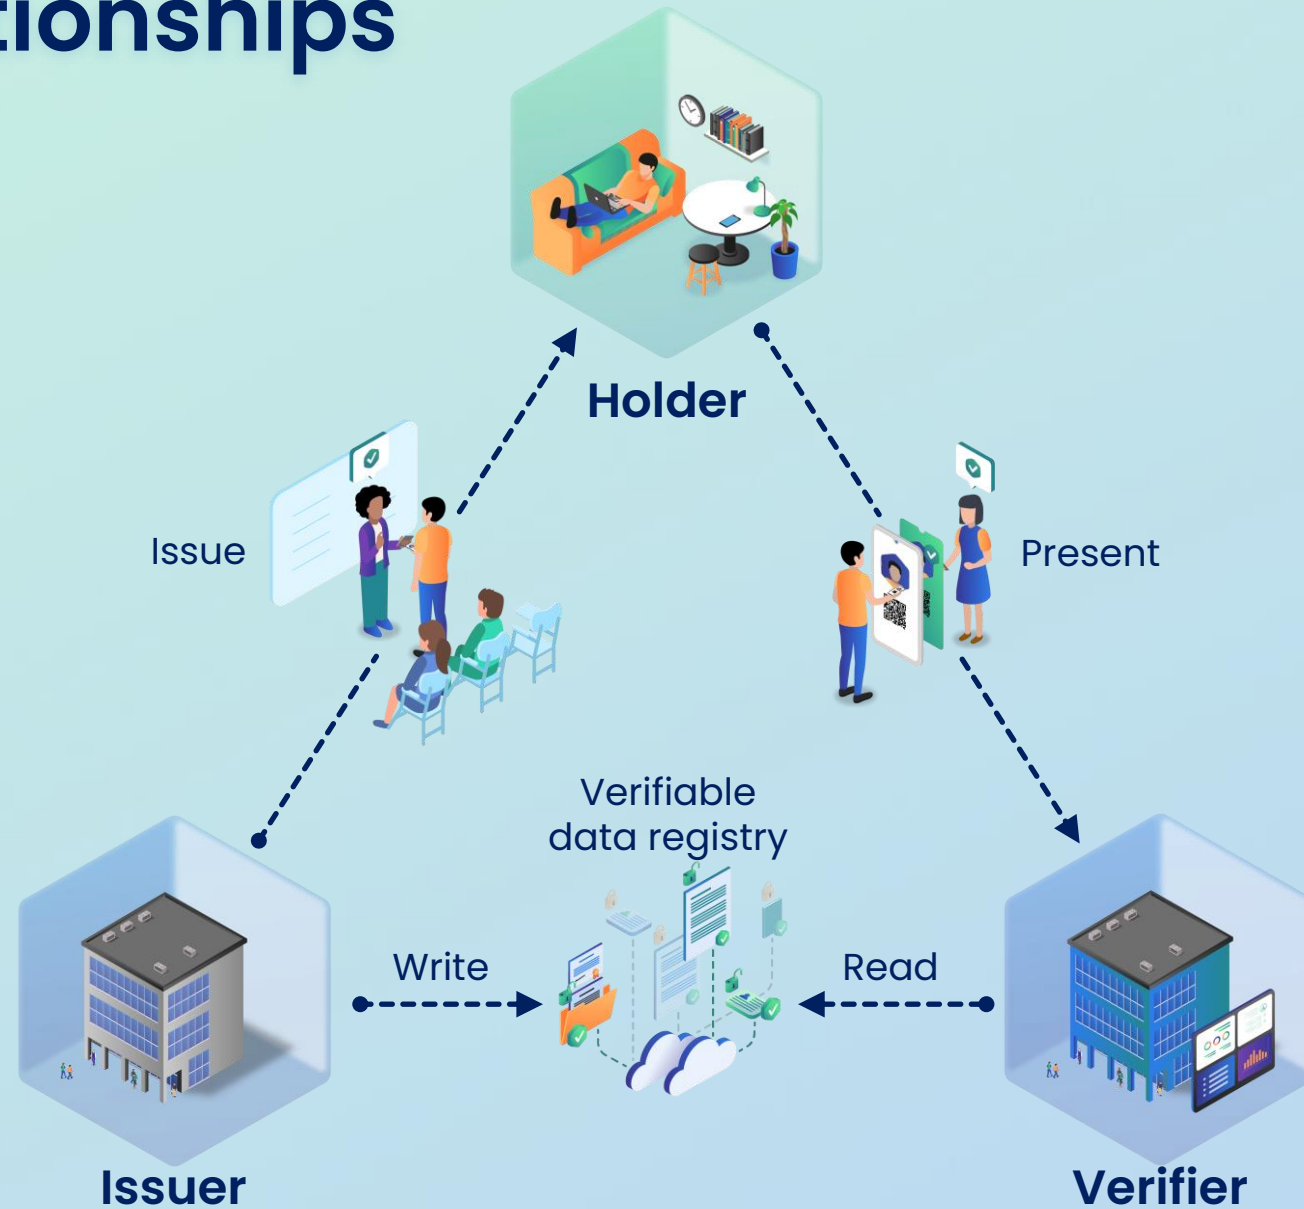 tionships
Holder
Issue
Present
Verifiable
data registry
Write
Read
Issuer
Verifier